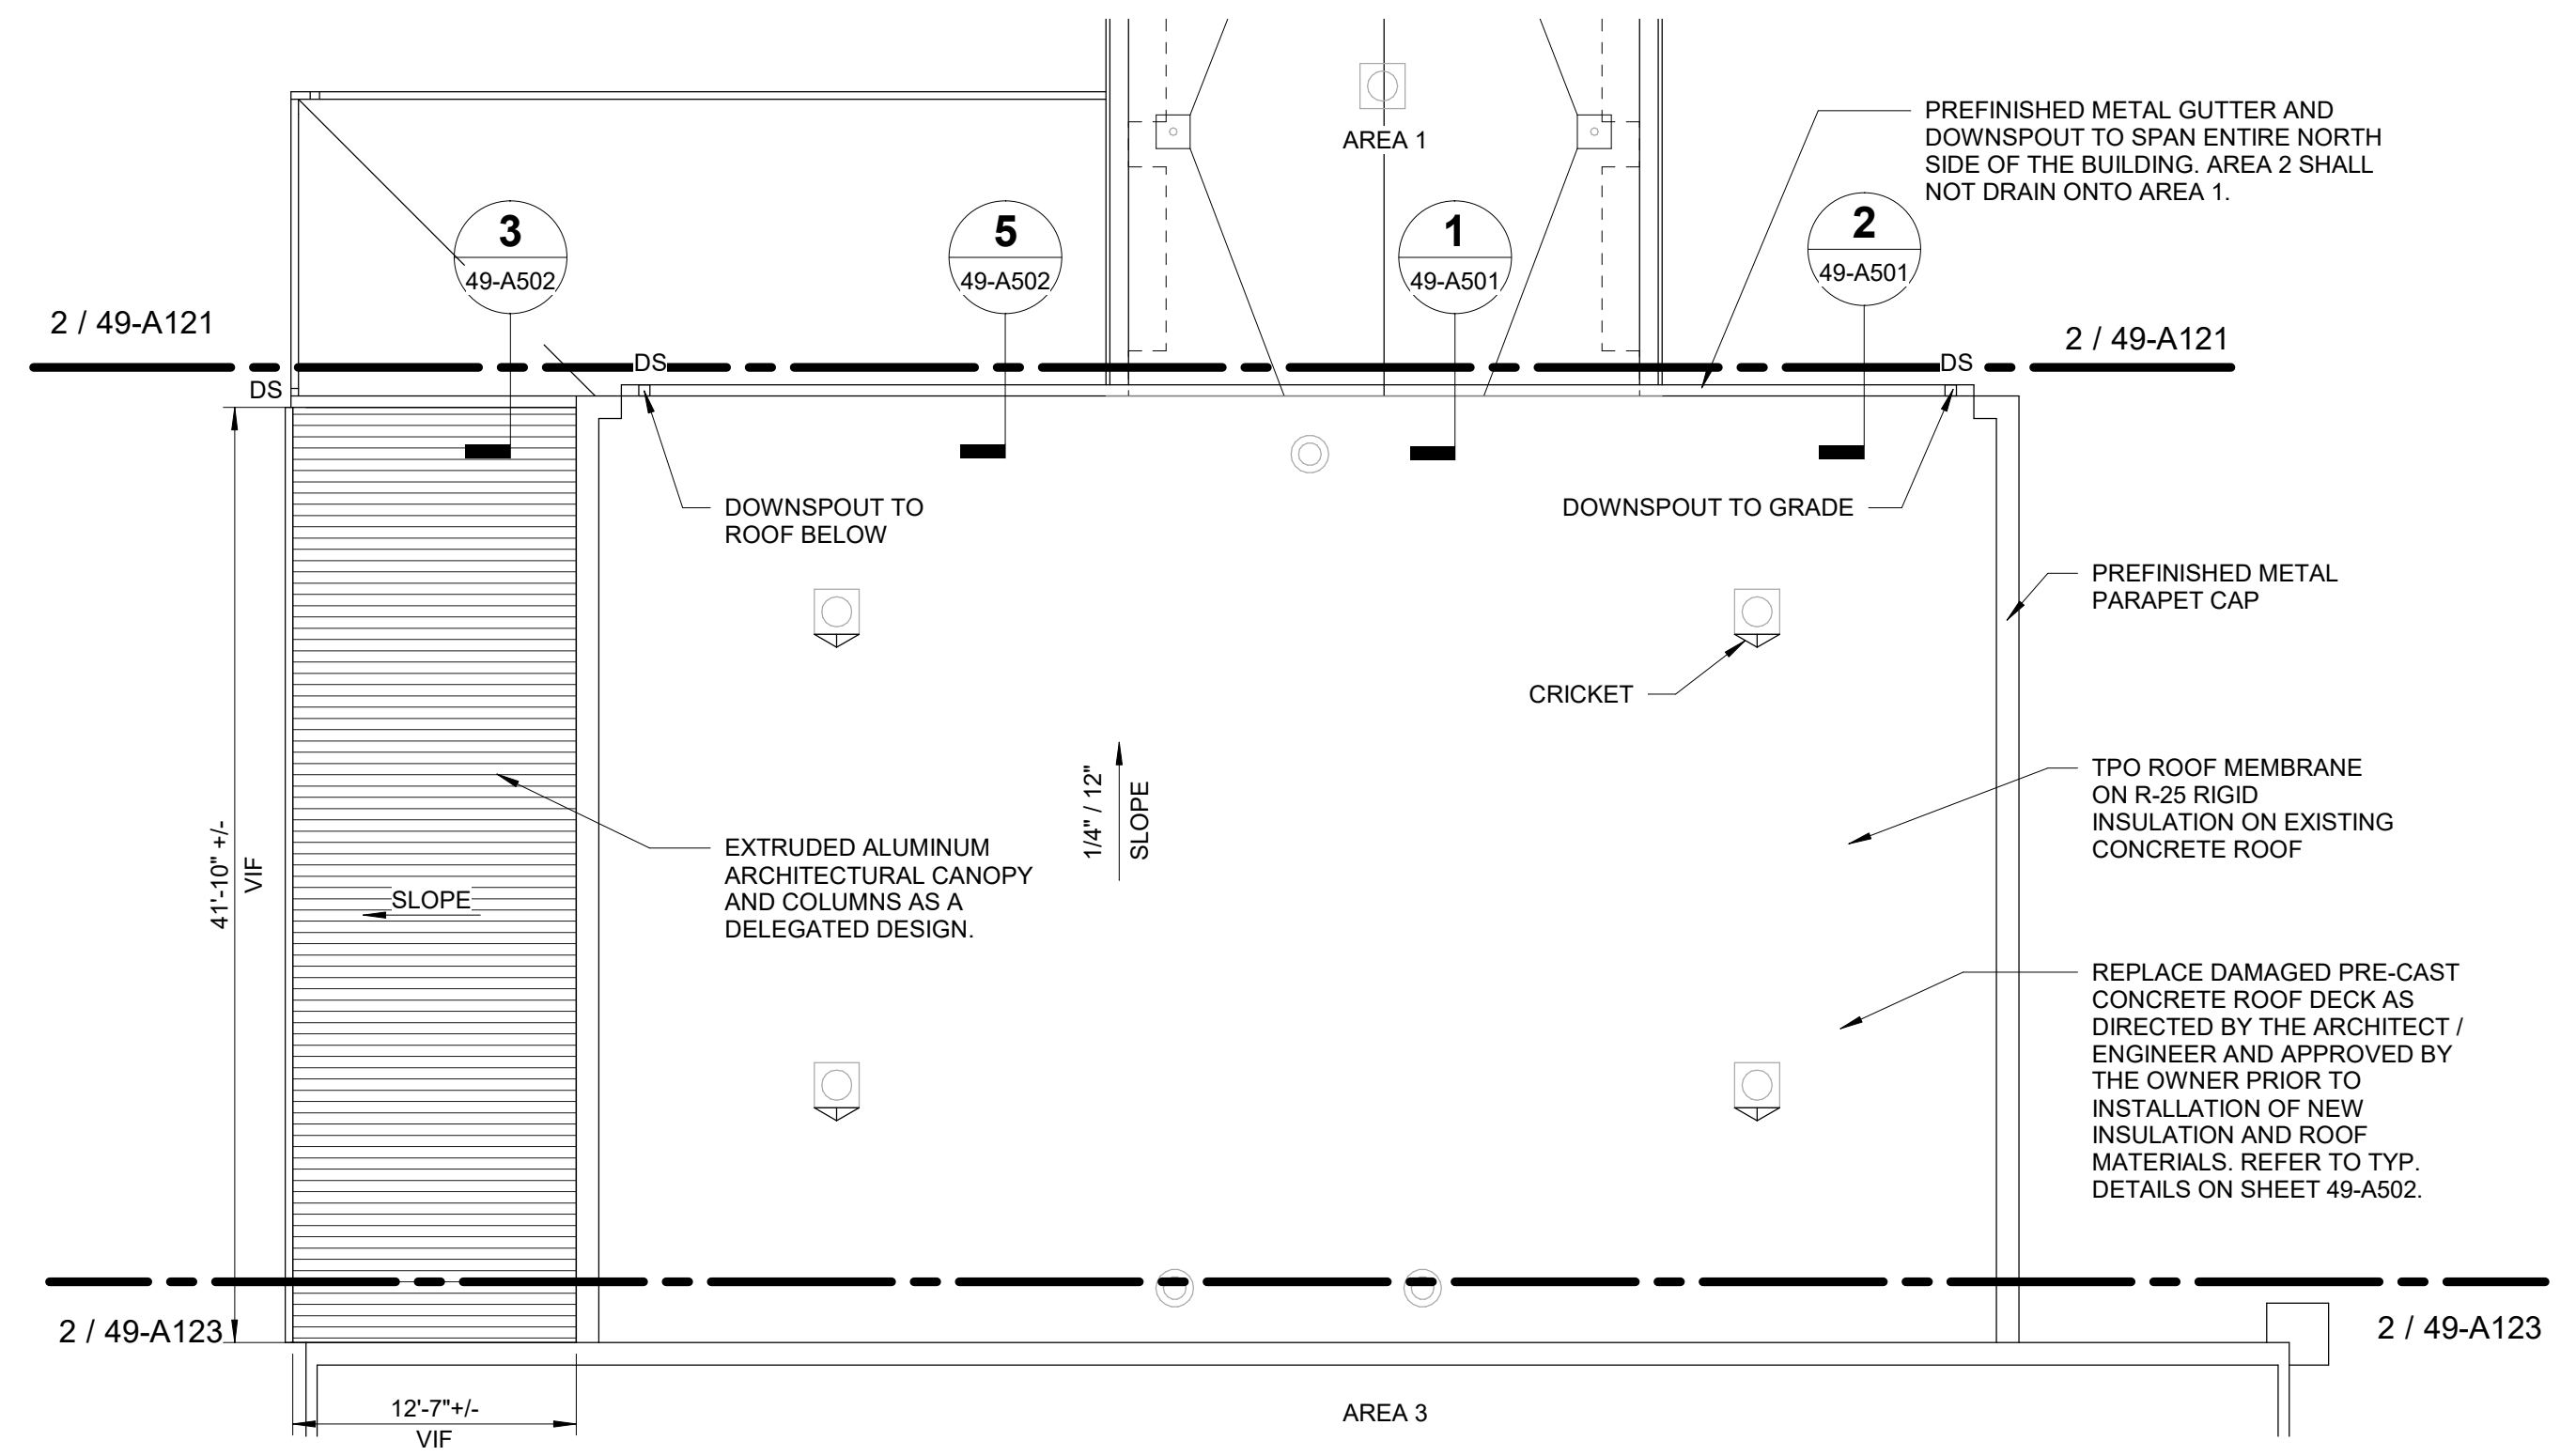 AREA 1
PREFINISHED METAL GUTTER AND
DOWNSPOUT TO SPAN ENTIRE NORTH
SIDE OF THE BUILDING. AREA 2 SHALL
NOT DRAIN ONTO AREA 1.
3
49-A502
5
49-A502
1
49-A501
2
49-A501
2 / 49-A121
2 / 49-A121
DS
DS
DS
DOWNSPOUT TO
ROOF BELOW
DOWNSPOUT TO GRADE
PREFINISHED METAL
PARAPET CAP
CRICKET
1/4" / 12"
SLOPE
TPO ROOF MEMBRANE
ON R-25 RIGID
INSULATION ON EXISTING
CONCRETE ROOF
41'-10" +/-
VIF
SLOPE
EXTRUDED ALUMINUM
ARCHITECTURAL CANOPY
AND COLUMNS AS A
DELEGATED DESIGN.
REPLACE DAMAGED PRE-CAST
CONCRETE ROOF DECK AS
DIRECTED BY THE ARCHITECT /
ENGINEER AND APPROVED BY
THE OWNER PRIOR TO
INSTALLATION OF NEW
INSULATION AND ROOF
MATERIALS. REFER TO TYP.
DETAILS ON SHEET 49-A502.
2 / 49-A123
2 / 49-A123
12'-7"+/-
VIF
AREA 3